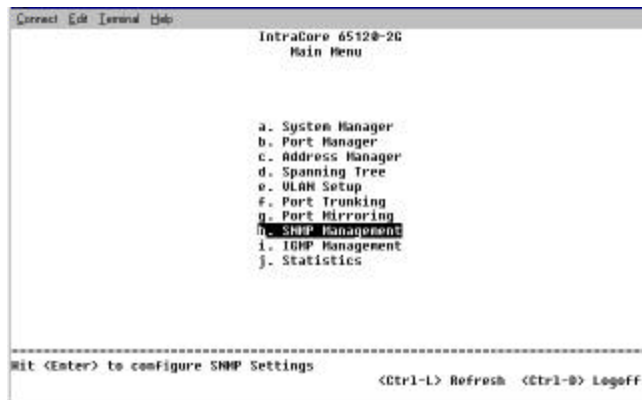 Connect Edit Terminal Help
IntraCore 65120-2G
Main Menu
a. System Manager
b. Port Manager
c. Address Manager
d. Spanning Tree
e. VLAN Setup
f. Port Trunking
g. Port Mirroring
h. SNMP Management
i. IGMP Management
j. Statistics
Hit <Enter> to configure SNMP Settings
<Ctrl-L> Refresh <Ctrl-D> Logoff